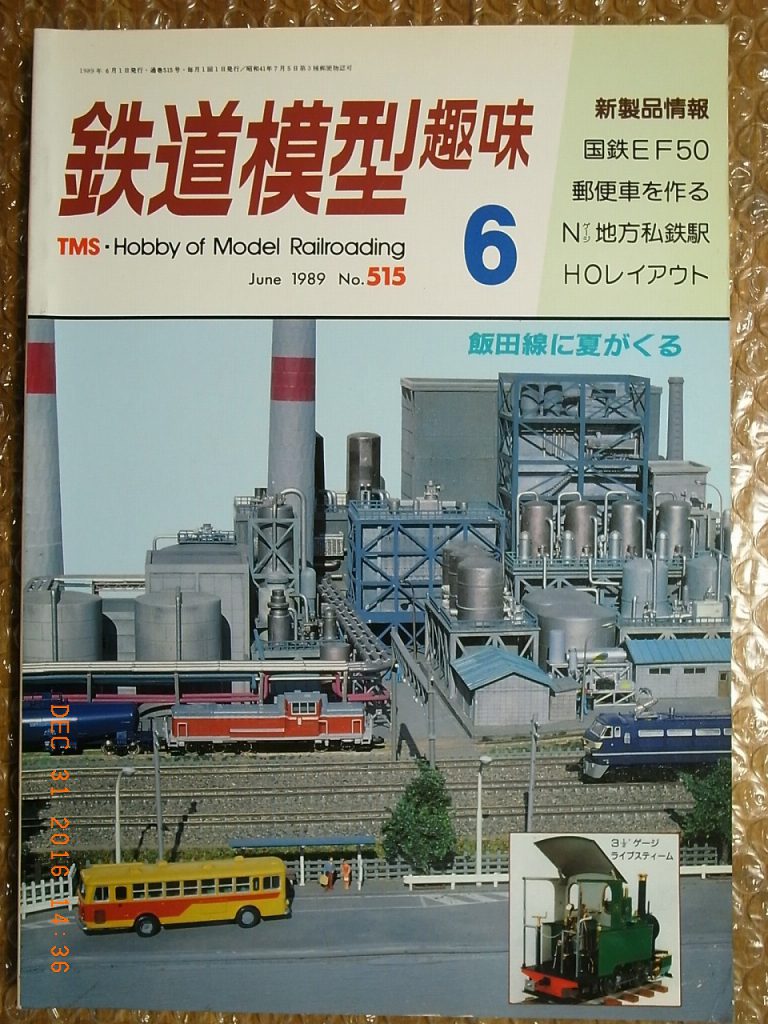 1989年6月1日発行・通巻515号・毎月1回1日発行/昭和41年7月5日第3種郵便物認可
鉄道模型趣味
TMS・Hobby of Model Railroading
June 1989 No.515
6
新製品情報
国鉄EF50
郵便車を作る
Nゲージ地方私鉄駅
HOレイアウト
飯田線に夏がくる
3½"ゲージ
ライブスティーム
DEC 31 2016 14:36